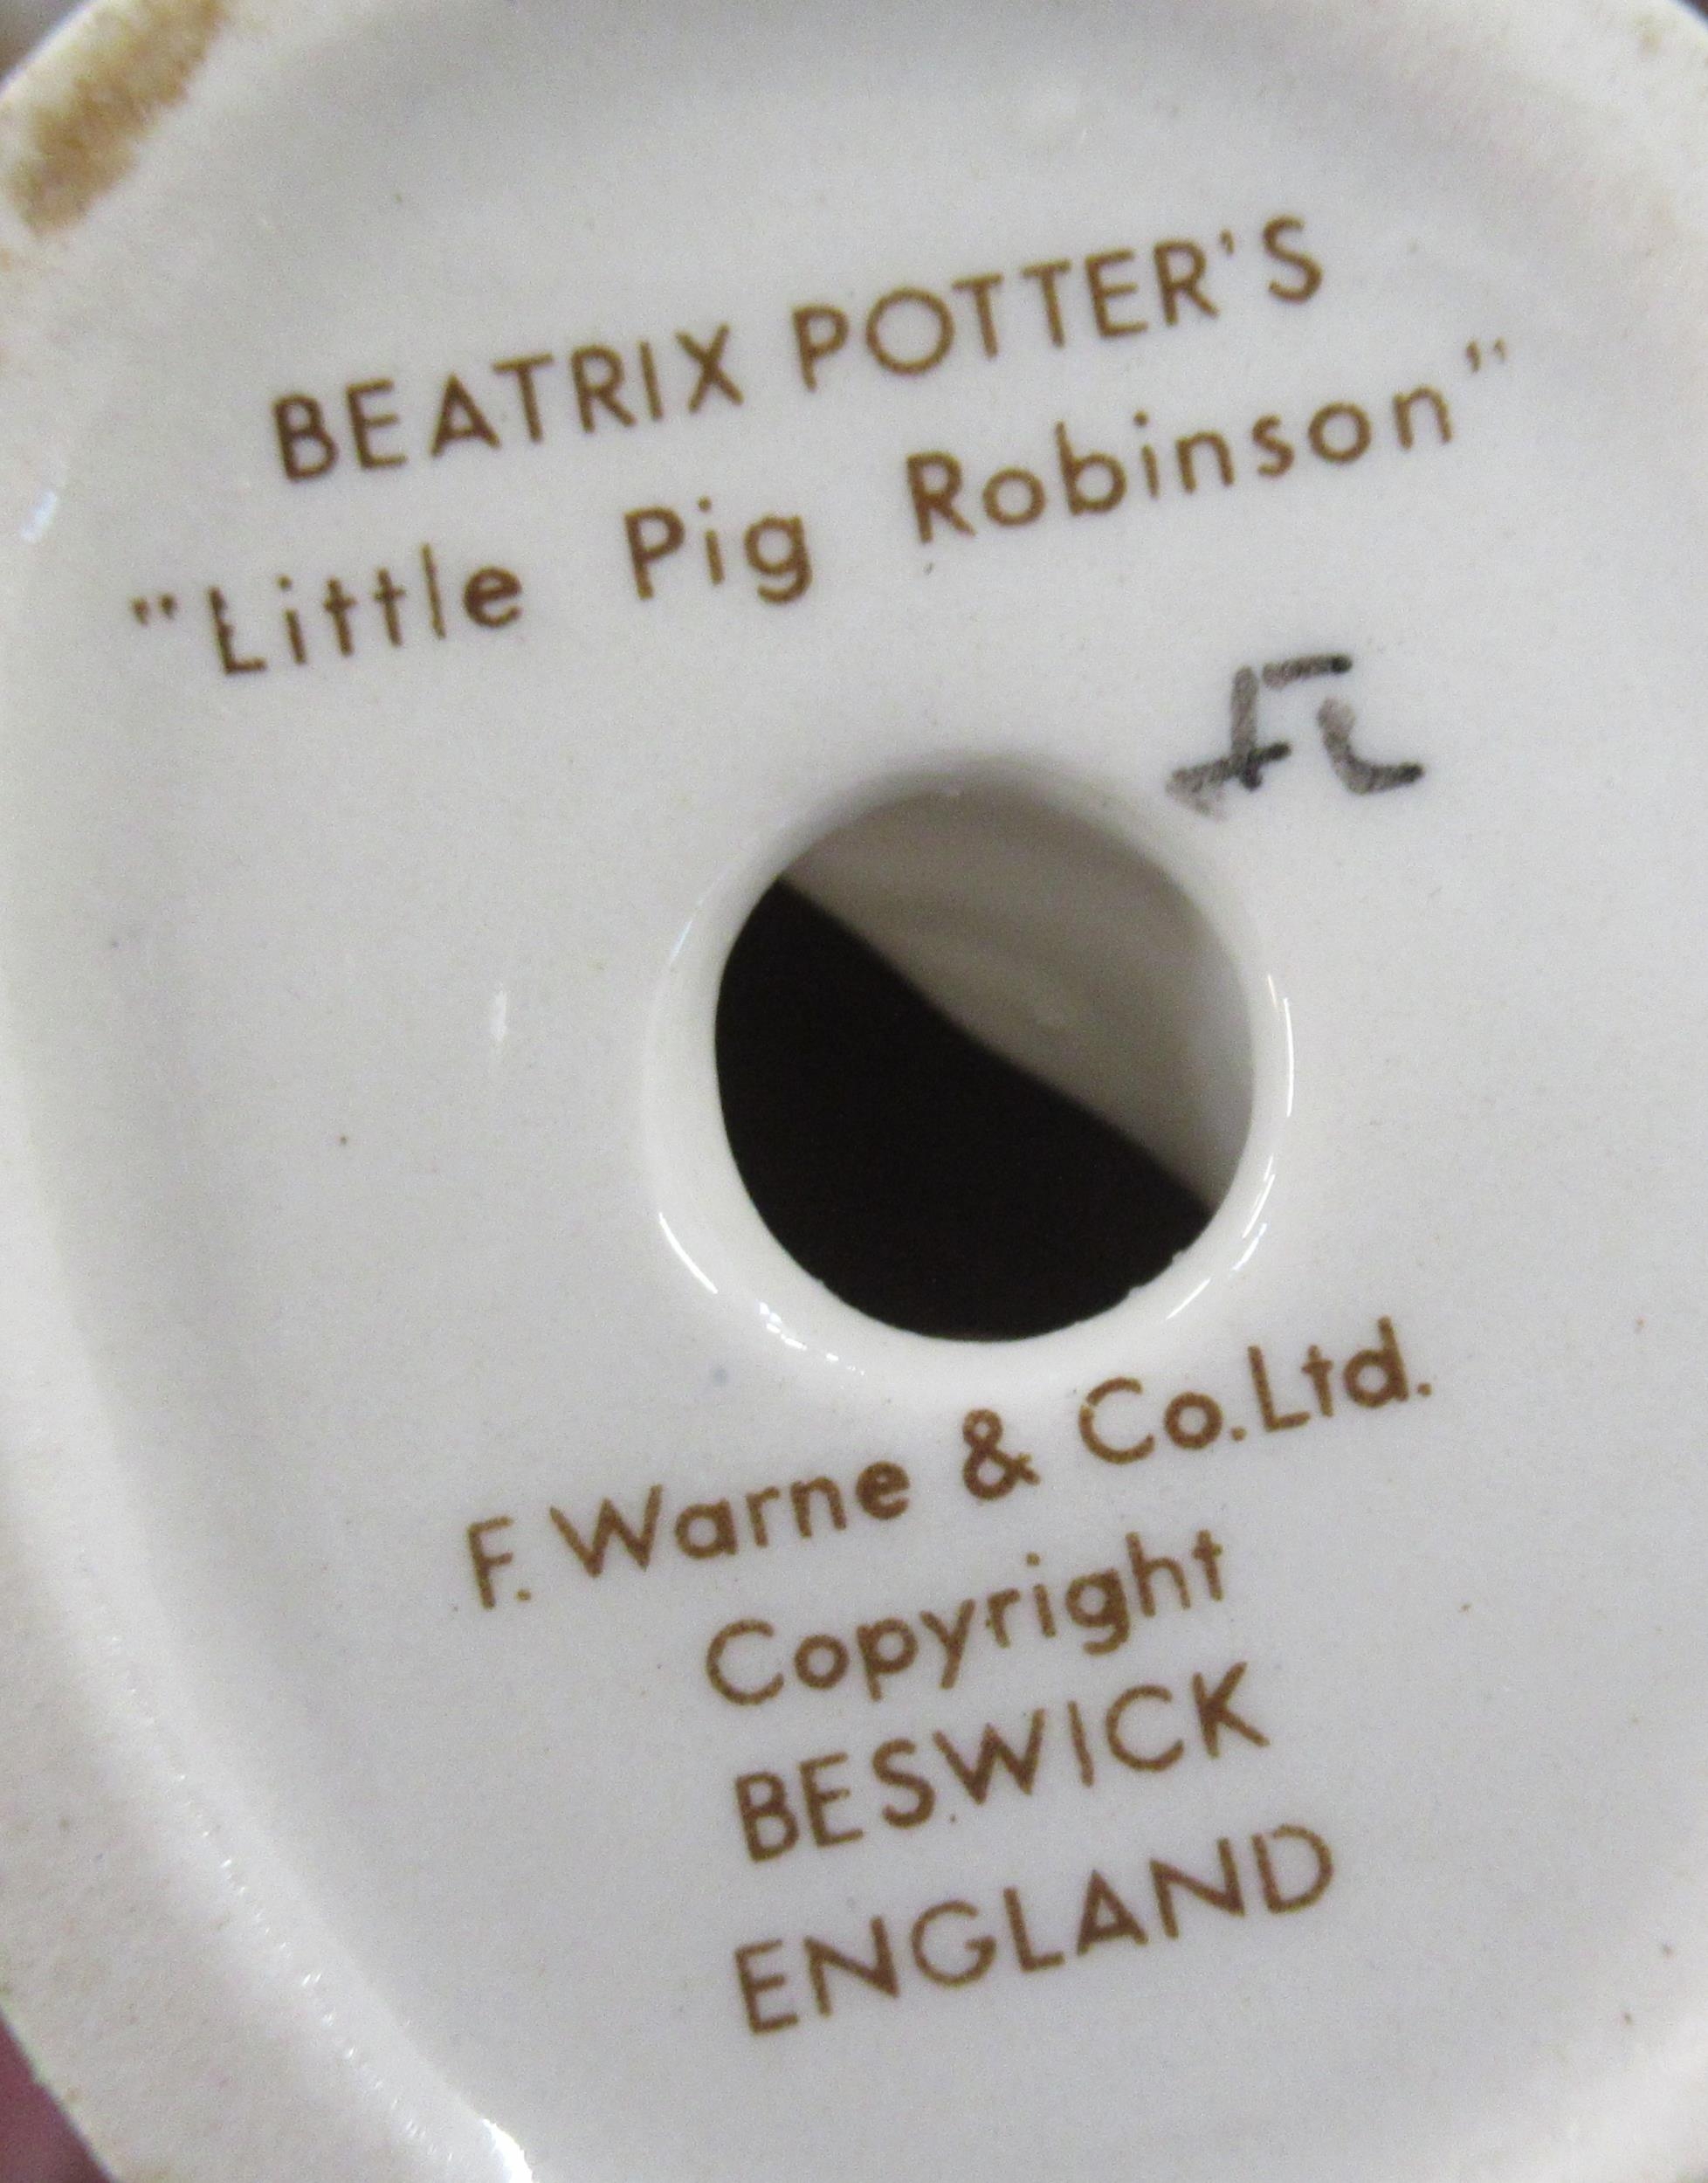 BEATRIX POTTER'S
"Little Pig Robinson"
F. Warne & Co.Ltd.
Copyright
BESWICK
ENGLAND